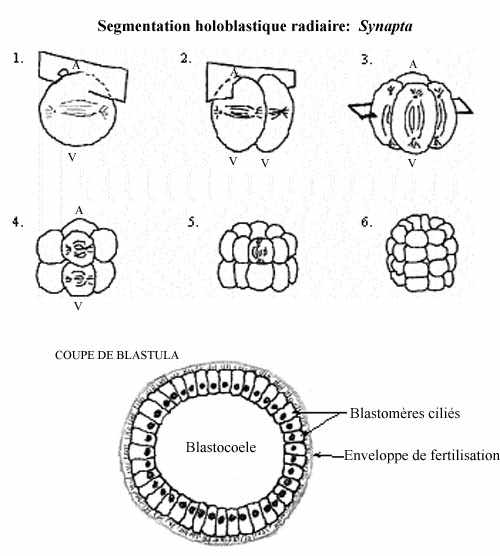 Segmentation holoblastique radiaire: Synapta
1. 2. 3.
A A A
V V V V
4. 5. 6.
A
V
COUPE DE BLASTULA
Blastomères ciliés
Blastocoele
Enveloppe de fertilisation